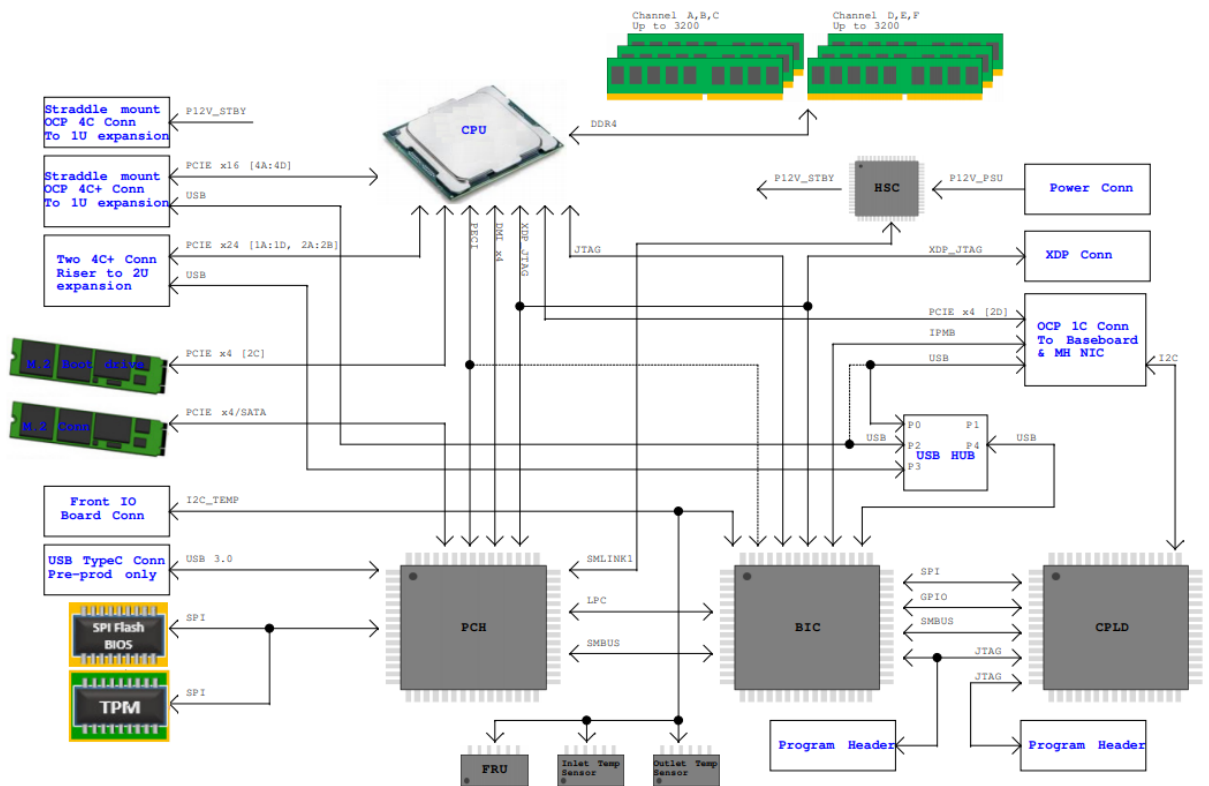 Channel A,B,C
Up to 3200
Channel D,E,F
Up to 3200
Straddle mount
OCP 4C Conn
To 1U expansion
P12V_STBY
CPU
DDR4
Straddle mount
OCP 4C+ Conn
To 1U expansion
PCIE x16 [4A:4D]
USB
P12V_STBY
HSC
P12V_PSU
Power Conn
Two 4C+ Conn
Riser to 2U
expansion
PCIE x24 [1A:1D, 2A:2B]
USB
PECI
DMI x4
XDP_JTAG
JTAG
XDP_JTAG
XDP Conn
PCIE x4 [2D]
IPMB
USB
OCP 1C Conn
To Baseboard
& MH NIC
I2C
M.2 Boot drive
PCIE x4 [2C]
M.2 Conn
PCIE x4/SATA
USB
P0
P1
P2
P4
USB HUB
P3
USB
Front IO
Board Conn
I2C_TEMP
USB TypeC Conn
Pre-prod only
USB 3.0
SMLINK1
SPI Flash
BIOS
SPI
PCH
LPC
SMBUS
BIC
SPI
GPIO
SMBUS
JTAG
JTAG
CPLD
TPM
SPI
FRU
Inlet Temp
Sensor
Outlet Temp
Sensor
Program Header
Program Header